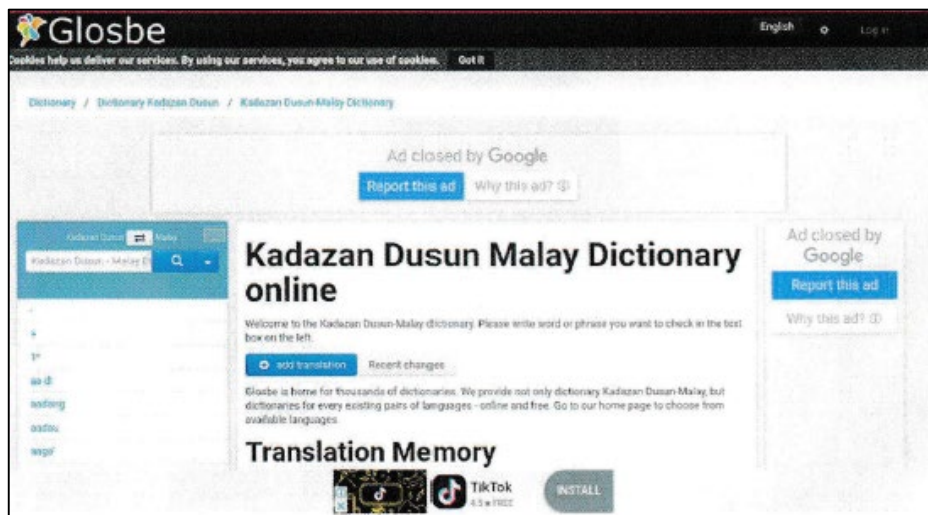 Glosbe
English
Log in
Cookies help us deliver our services. By using our services, you agree to our use of cookies. Got it
Dictionary / Dictionary Kadazan Dusun / Kadazan Dusun-Malay Dictionary
Ad closed by Google
Report this ad Why this ad?
Kadazan Dusun Malay
Kadazan Dusun - Malay
Kadazan Dusun Malay Dictionary
online
Welcome to the Kadazan Dusun-Malay dictionary. Please write word or phrase you want to check in the text
box on the left.
add translation Recent changes
Glosbe is home for thousands of dictionaries. We provide not only dictionary Kadazan Dusun-Malay, but
dictionaries for every existing pairs of languages - online and free. Go to our home page to choose from
available languages.
Translation Memory
Ad closed by
Google
Report this ad
Why this ad?
TikTok
4.5 FREE
INSTALL